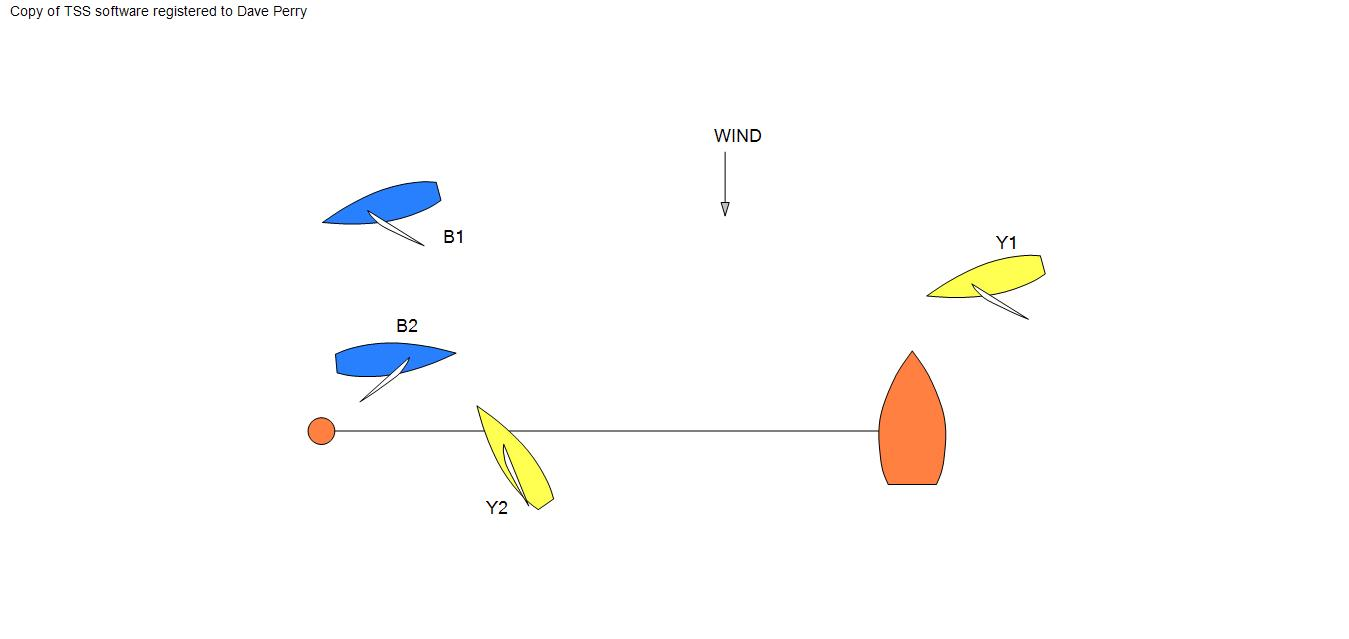 Copy of TSS software registered to Dave Perry
WIND
B1
Y1
B2
Y2